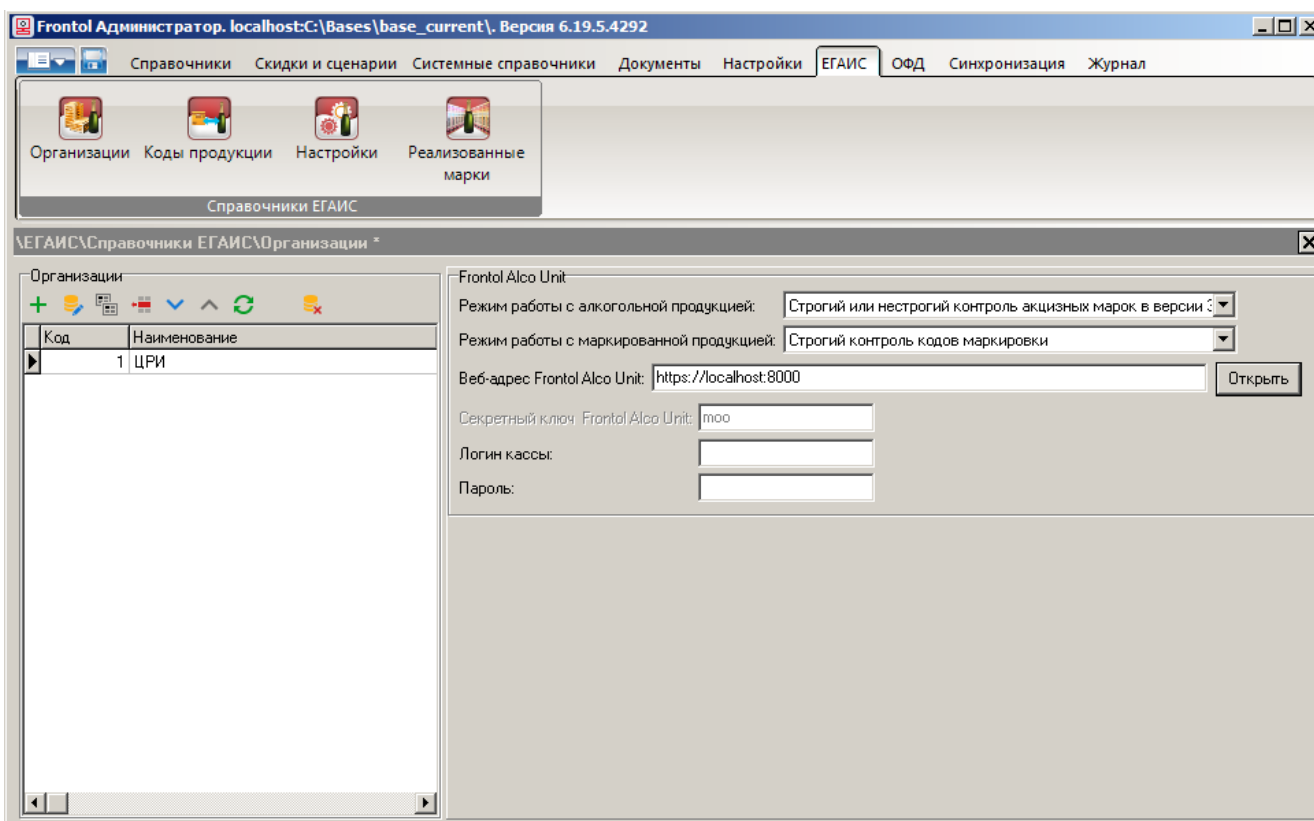 Frontol Администратор. localhost:C:\Bases\base_current\. Версия 6.19.5.4292
Справочники Скидки и сценарии Системные справочники Документы Настройки ЕГАИС ОФД Синхронизация Журнал
Организации Коды продукции Настройки Реализованные марки
Справочники ЕГАИС
\ЕГАИС\Справочники ЕГАИС\Организации *
Организации
Код Наименование
1 ЦРИ
Frontol Alco Unit
Режим работы с алкогольной продукцией: Строгий или нестрогий контроль акцизных марок в версии
Режим работы с маркированной продукцией: Строгий контроль кодов маркировки
Веб-адрес Frontol Alco Unit: https://localhost:8000 Открыть
Секретный ключ Frontol Alco Unit: moo
Логин кассы:
Пароль: